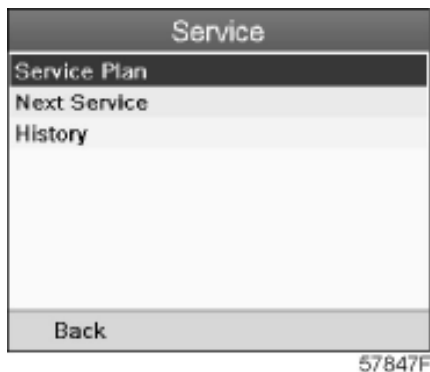 Service
Service Plan
Next Service
History
Back
57847F